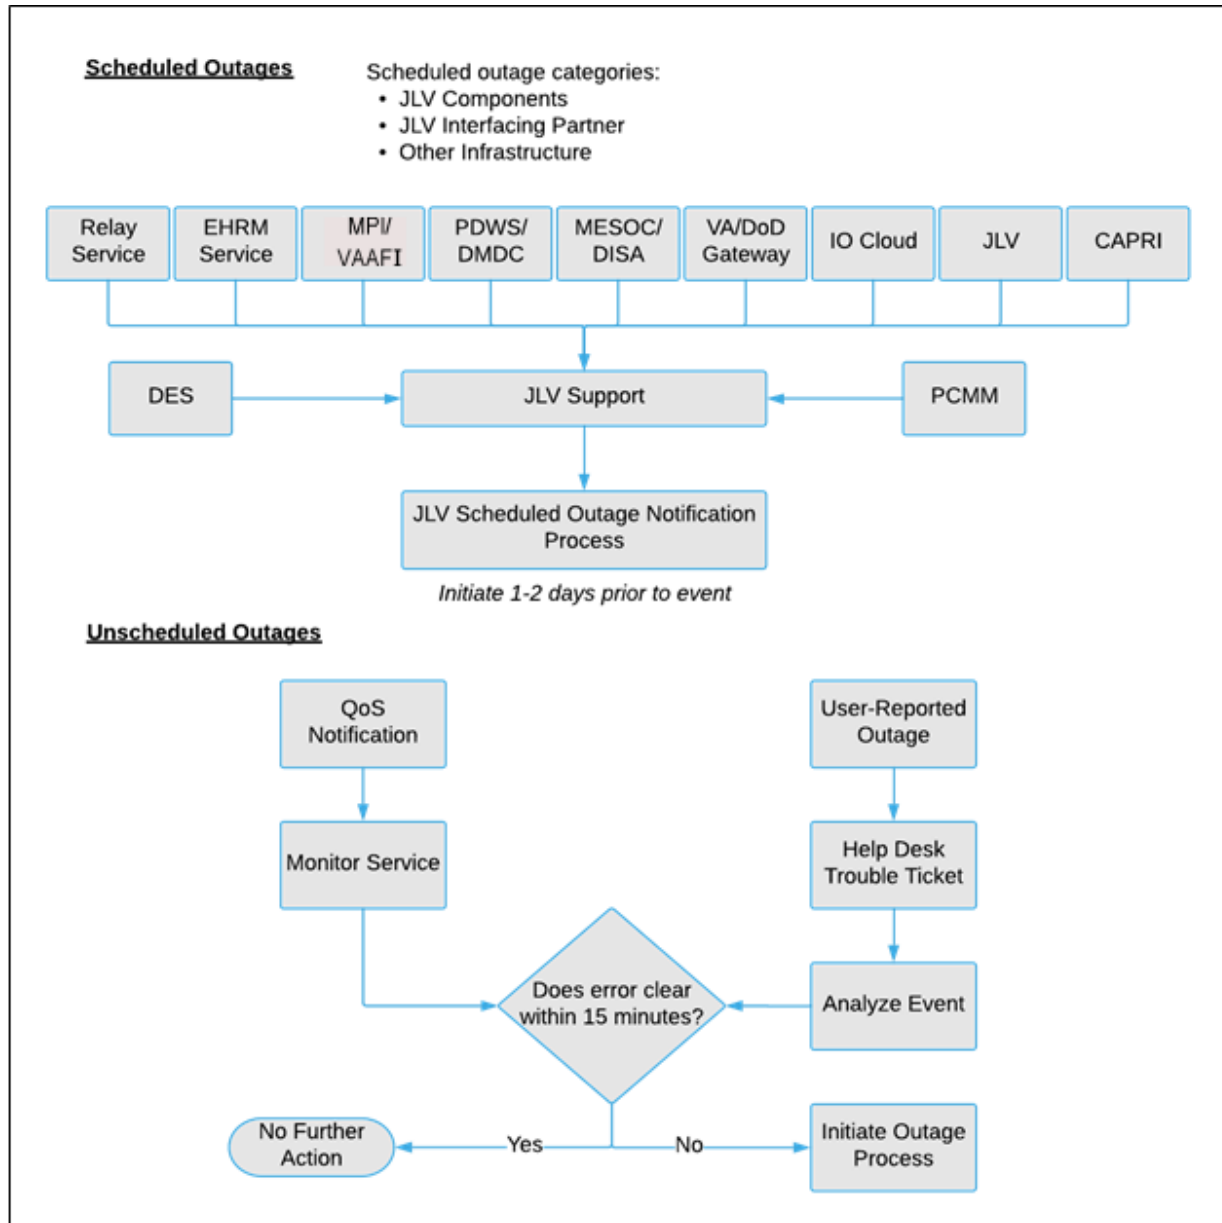 Scheduled Outages
Scheduled outage categories:
• JLV Components
• JLV Interfacing Partner
• Other Infrastructure
Relay
Service
EHRM
Service
MPI/
VAAFI
PDWS/
DMDC
MESOC/
DISA
VA/DoD
Gateway
IO Cloud
JLV
CAPRI
DES
JLV Support
PCMM
JLV Scheduled Outage Notification
Process
Initiate 1-2 days prior to event
Unscheduled Outages
QoS
Notification
User-Reported
Outage
Monitor Service
Help Desk
Trouble Ticket
Does error clear
within 15 minutes?
Analyze Event
No Further
Action
Yes
No
Initiate Outage
Process